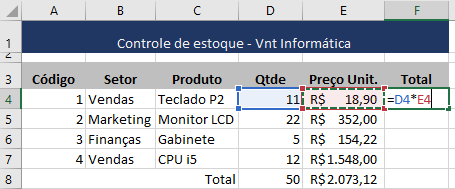 A B C D E F
1 Controle de estoque - Vnt Informática
2
3 Código Setor Produto Qtde Preço Unit. Total
4 1 Vendas Teclado P2 11 R$ 18,90 =D4*E4
5 2 Marketing Monitor LCD 22 R$ 352,00
6 3 Finanças Gabinete 5 R$ 154,22
7 4 Vendas CPU i5 12 R$ 1.548,00
8 Total 50 R$ 2.073,12